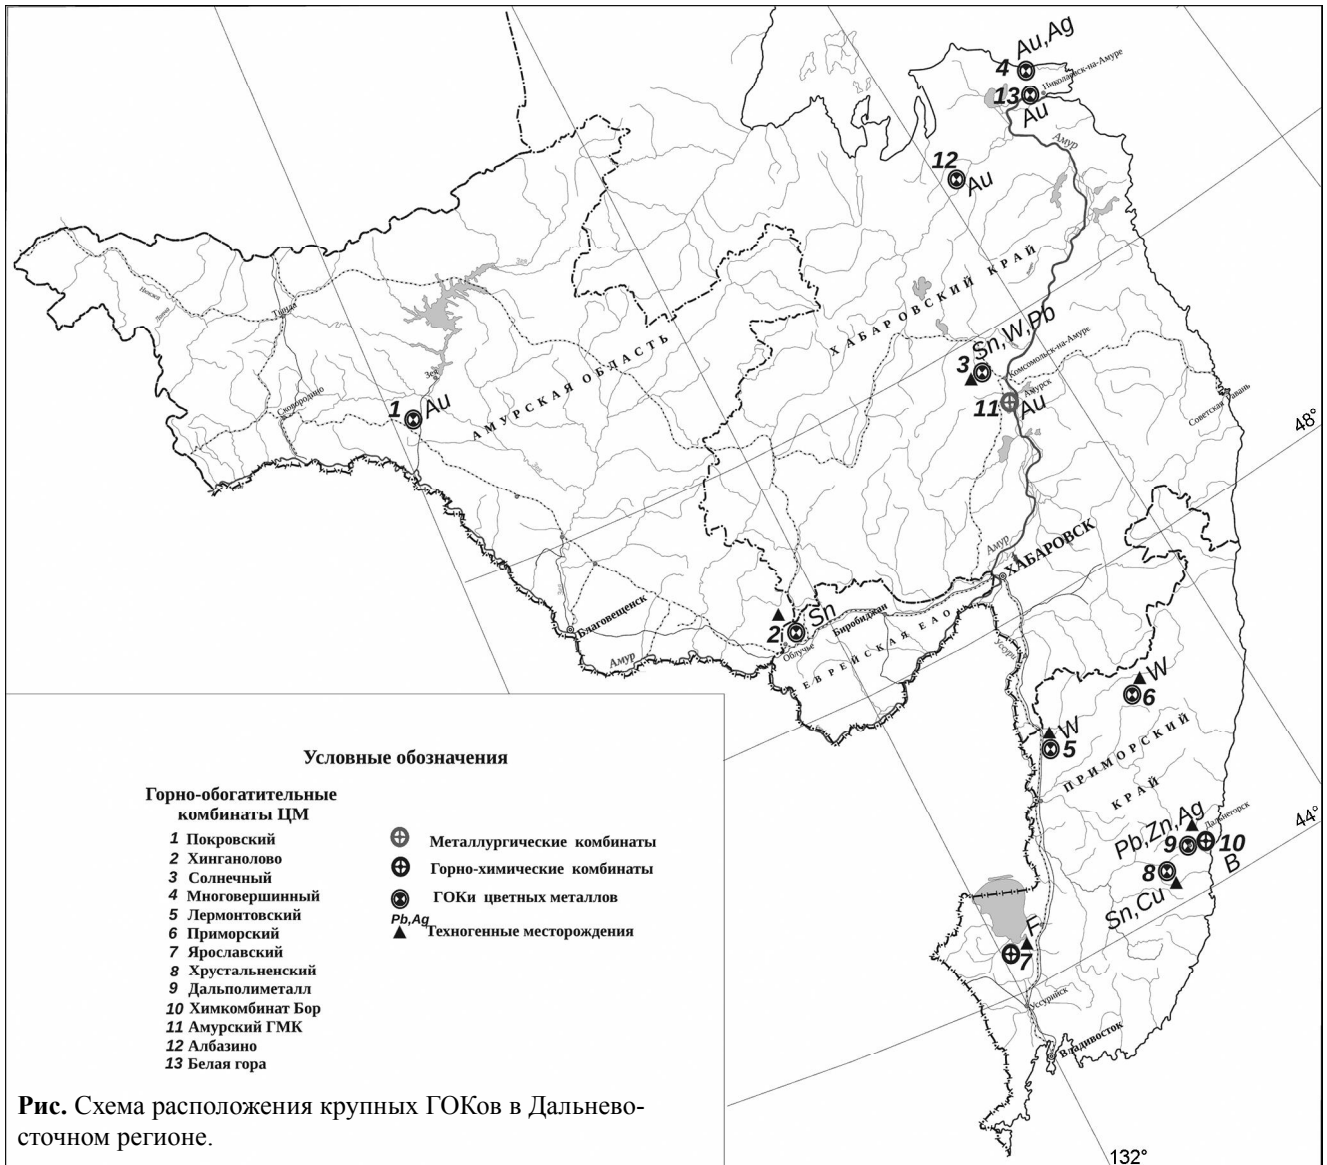 Au,Ag
4
Николаевск-на-Амуре
13
Au
Амур
12
Au
ХАБАРОВСКИЙ КРАЙ
Зея
Нюкжа
Тында
Sn,W,Pb
3
Комсомольск-на-Амуре
АМУРСКАЯ ОБЛАСТЬ
Зея
Сковородино
1
Au
Амурск
11
Au
Советская Гавань
48°
Зея
Амур
ХАБАРОВСК
Благовещенск
Амур
2
Sn
Облучье
Биробиджан
ЕВРЕЙСКАЯ ЕАО
Уссури
W
6
W
5
ПРИМОРСКИЙ
КРАЙ
44°
Дальнегорск
Pb,Zn,Ag
9
10
B
8
Sn,Cu
F
7
Уссурийск
Владивосток
132°
Условные обозначения
Горно-обогатительные
комбинаты ЦМ
1 Покровский
2 Хинганолово
3 Солнечный
4 Многовершинный
5 Лермонтовский
6 Приморский
7 Ярославский
8 Хрустальненский
9 Дальполиметалл
10 Химкомбинат Бор
11 Амурский ГМК
12 Албазино
13 Белая гора
Металлургические комбинаты
Горно-химические комбинаты
ГОКи цветных металлов
Pb,Ag
Техногенные месторождения
Рис. Схема расположения крупных ГОКов в Дальнево-
сточном регионе.